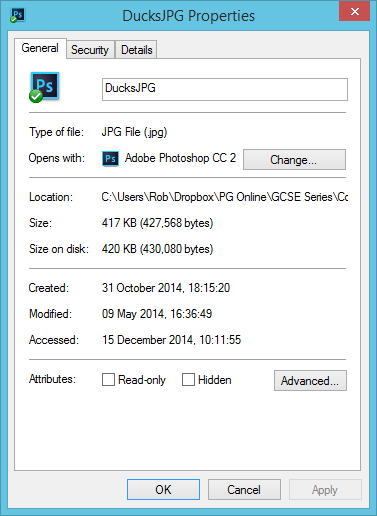 DucksJPG Properties
General Security Details
Ps
DucksJPG
Type of file: JPG File (.jpg)
Opens with: Ps Adobe Photoshop CC 2 Change...
Location: C:\Users\Rob\Dropbox\PG Online\GCSE Series\Co
Size: 417 KB (427,568 bytes)
Size on disk: 420 KB (430,080 bytes)
Created: 31 October 2014, 18:15:20
Modified: 09 May 2014, 16:36:49
Accessed: 15 December 2014, 10:11:55
Attributes: Read-only Hidden Advanced...
OK Cancel Apply